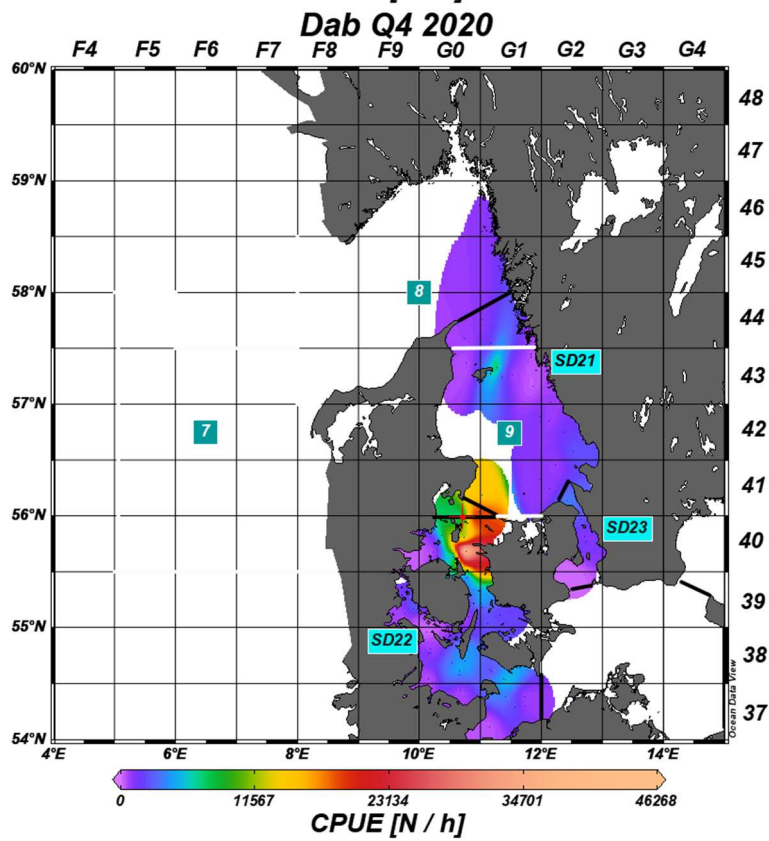 Dab Q4 2020
F4 F5 F6 F7 F8 F9 G0 G1 G2 G3 G4
60°N
48
47
59°N
46
45
58°N
8
44
SD21
43
57°N
7
9
42
41
56°N
SD23
40
39
55°N
SD22
38
37
54°N
Ocean Data View
4°E 6°E 8°E 10°E 12°E 14°E
0 11567 23134 34701 46268
CPUE [N / h]